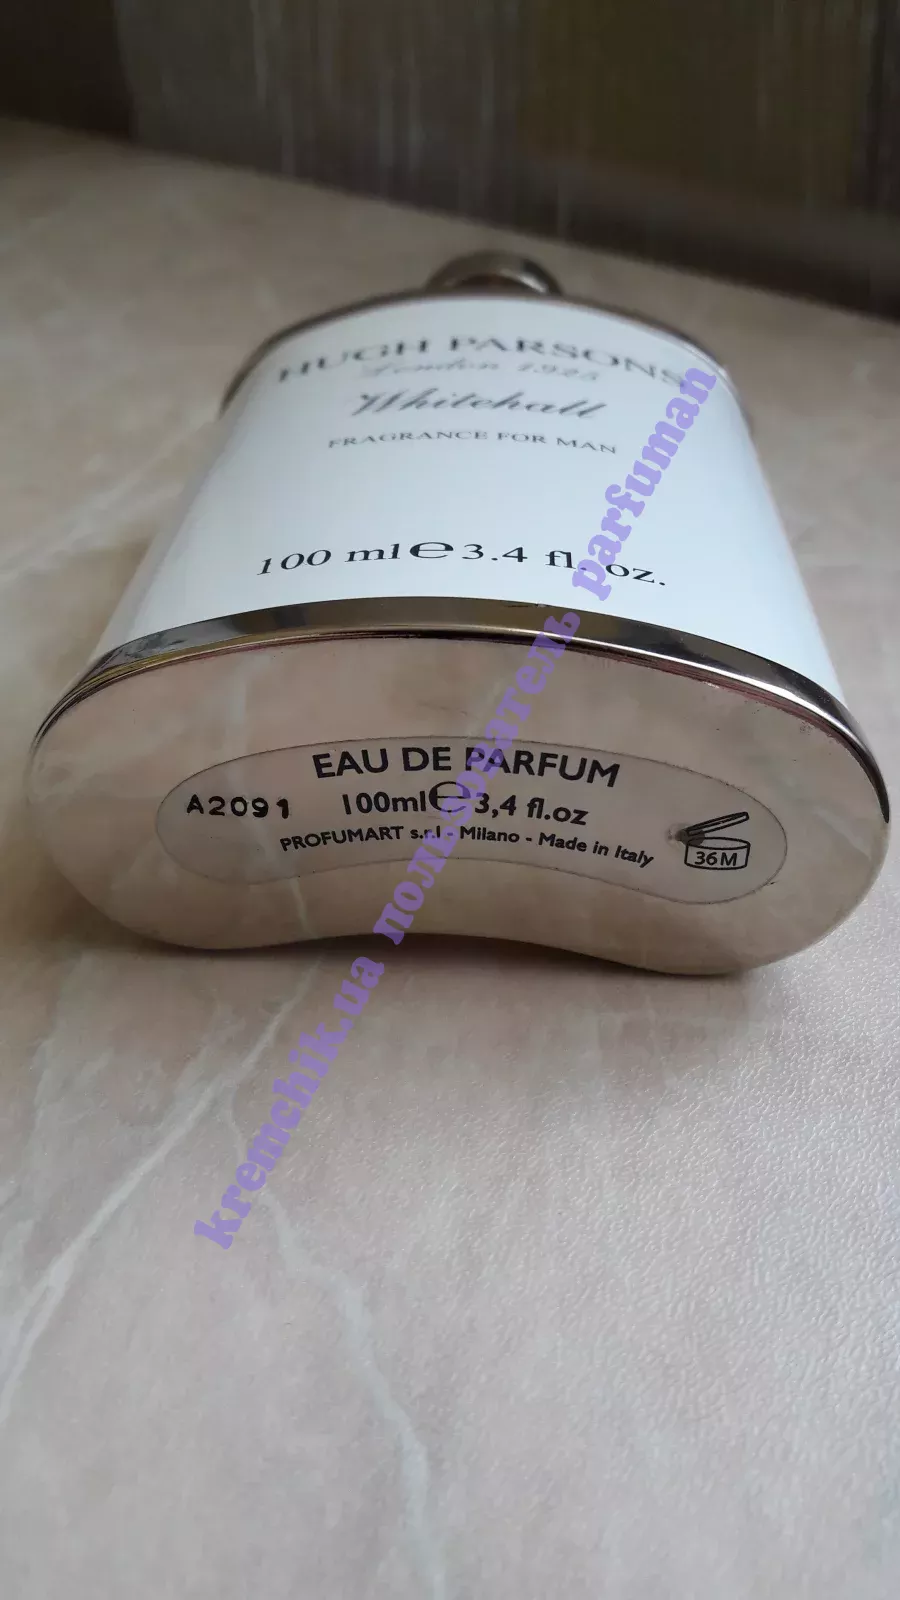 HUGH PARSONS
London 1925
Whitehall
FRAGRANCE FOR MAN
100 ml e 3.4 fl. oz.
EAU DE PARFUM
A2091 100ml e 3,4 fl.oz
PROFUMART s.r.l - Milano - Made in Italy
36M
kremchik.ua пользователь parfuman